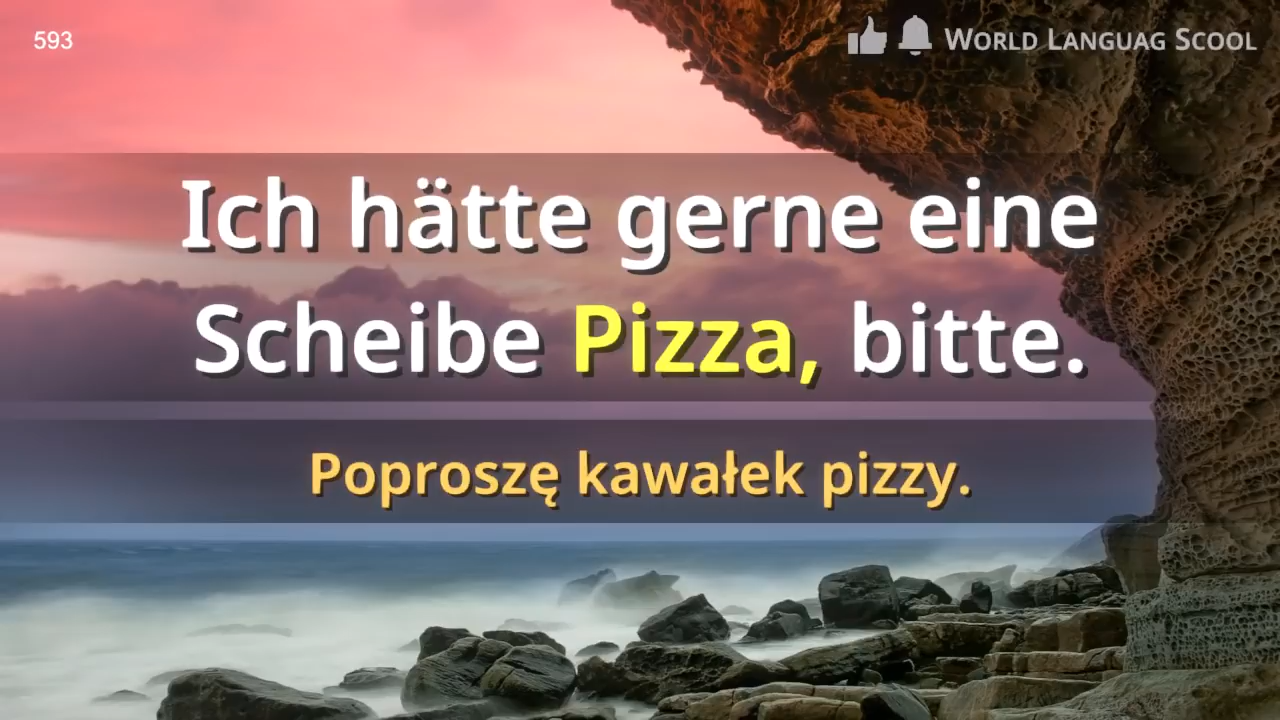 593
World Languag Scool
Ich hätte gerne eine
Scheibe Pizza, bitte.
Poproszę kawałek pizzy.